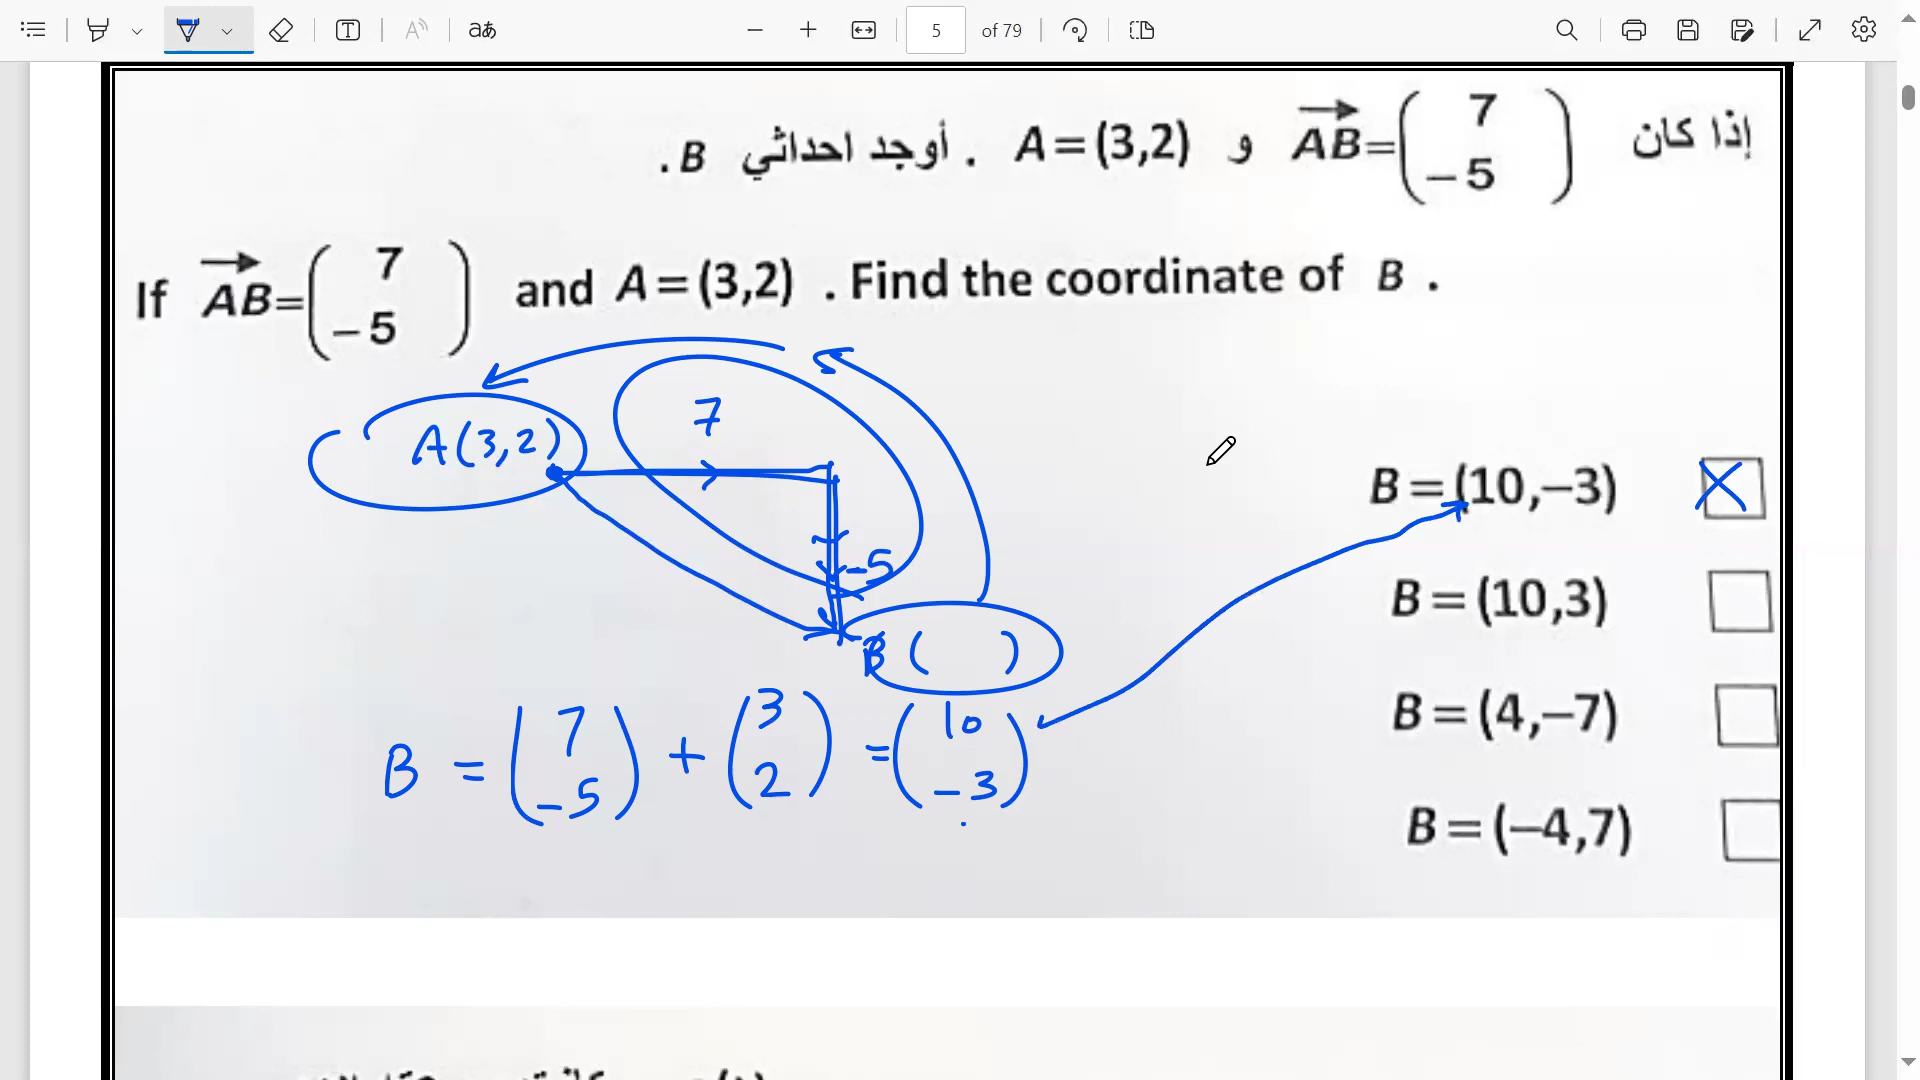 5 of 79
إذا كان AB=(7 -5) و A=(3,2) . أوجد احداثي B .
If AB=(7 -5) and A=(3,2) . Find the coordinate of B .
A(3,2)
7
-5
B ( )
B = (7 -5) + (3 2) = (10 -3)
B=(10,-3)
B=(10,3)
B=(4,-7)
B=(-4,7)